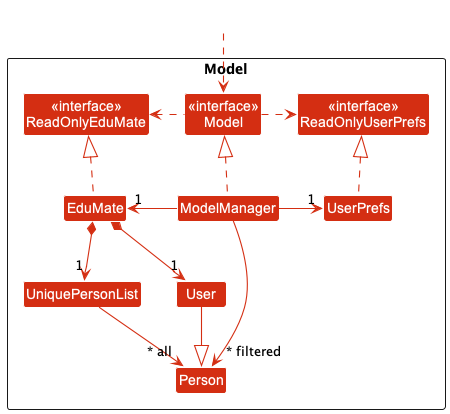 Model
«interface»
ReadOnlyEduMate
«interface»
Model
«interface»
ReadOnlyUserPrefs
EduMate
1
ModelManager
1
UserPrefs
1
1
UniquePersonList
User
* all
* filtered
Person